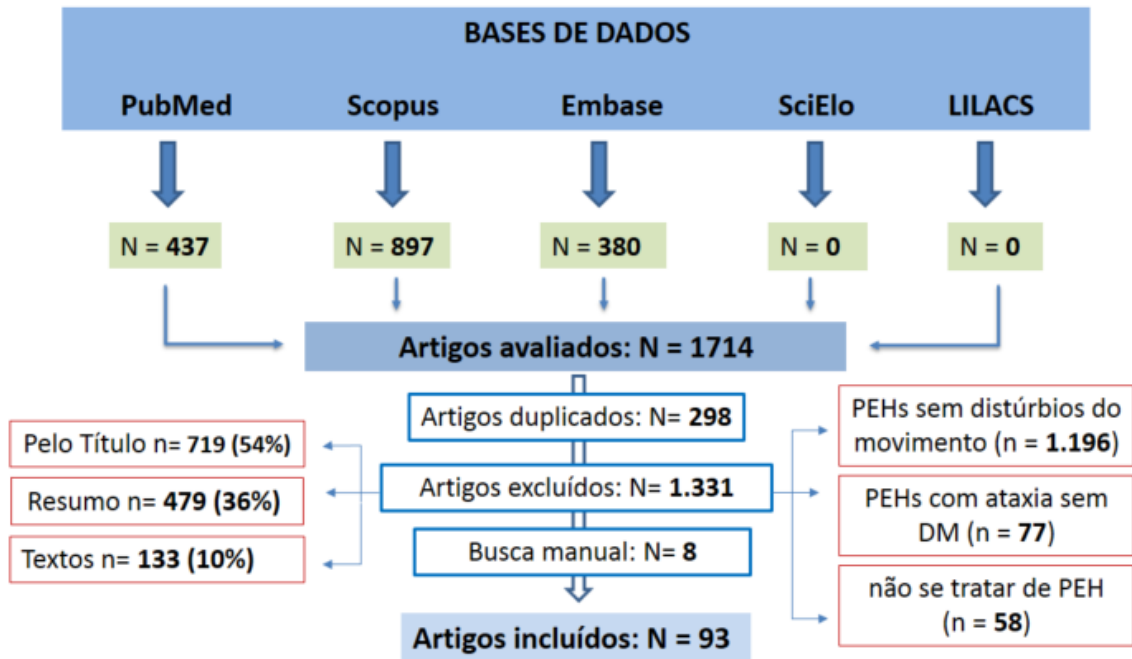 BASES DE DADOS
PubMed Scopus Embase SciElo LILACS
N = 437 N = 897 N = 380 N = 0 N = 0
Artigos avaliados: N = 1714
Artigos duplicados: N= 298
Artigos excluídos: N= 1.331
Busca manual: N= 8
Artigos incluídos: N = 93
Pelo Título n= 719 (54%)
Resumo n= 479 (36%)
Textos n= 133 (10%)
PEHs sem distúrbios do
movimento (n = 1.196)
PEHs com ataxia sem
DM (n = 77)
não se tratar de PEH
(n = 58)